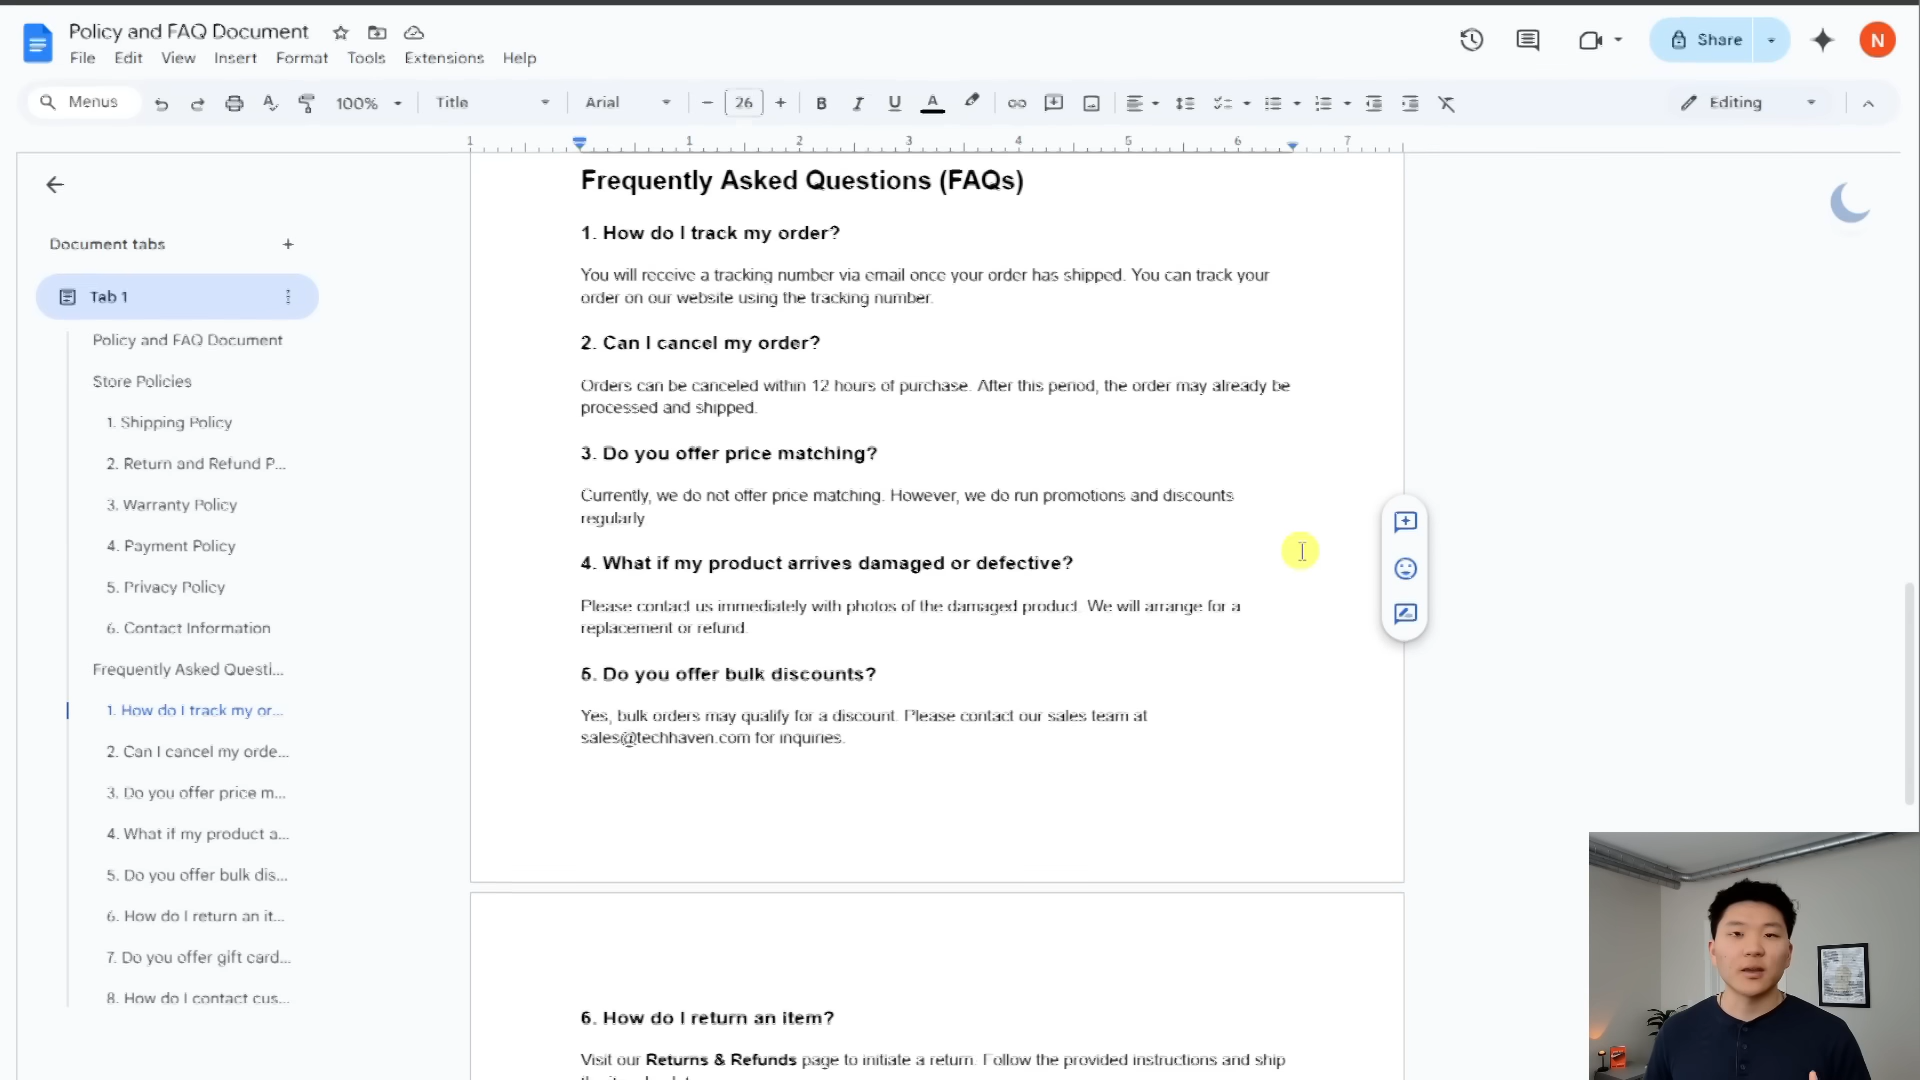 Policy and FAQ Document
File Edit View Insert Format Tools Extensions Help
Share
N
Menus
100%
Title
Arial
26
B I U A
Editing
1 1 2 3 4 5 6 7
Document tabs
Tab 1
Policy and FAQ Document
Store Policies
1. Shipping Policy
2. Return and Refund P...
3. Warranty Policy
4. Payment Policy
5. Privacy Policy
6. Contact Information
Frequently Asked Questi...
1. How do I track my or...
2. Can I cancel my orde...
3. Do you offer price m...
4. What if my product a...
5. Do you offer bulk dis...
6. How do I return an it...
7. Do you offer gift card...
8. How do I contact cus...
Frequently Asked Questions (FAQs)
1. How do I track my order?
You will receive a tracking number via email once your order has shipped. You can track your
order on our website using the tracking number.
2. Can I cancel my order?
Orders can be canceled within 12 hours of purchase. After this period, the order may already be
processed and shipped.
3. Do you offer price matching?
Currently, we do not offer price matching. However, we do run promotions and discounts
regularly
4. What if my product arrives damaged or defective?
Please contact us immediately with photos of the damaged product. We will arrange for a
replacement or refund.
5. Do you offer bulk discounts?
Yes, bulk orders may qualify for a discount. Please contact our sales team at
sales@techhaven.com for inquiries.
6. How do I return an item?
Visit our Returns & Refunds page to initiate a return. Follow the provided instructions and ship